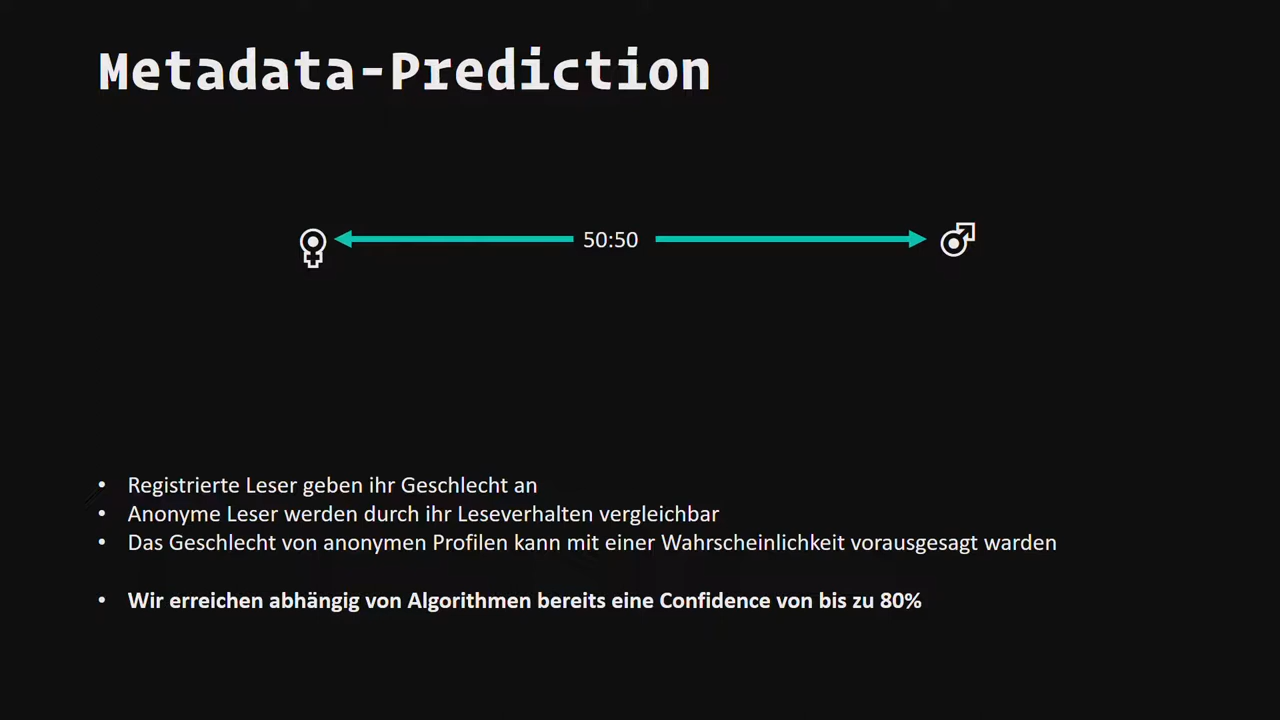 Metadata-Prediction
50:50
• Registrierte Leser geben ihr Geschlecht an
• Anonyme Leser werden durch ihr Leseverhalten vergleichbar
• Das Geschlecht von anonymen Profilen kann mit einer Wahrscheinlichkeit vorausgesagt warden
• Wir erreichen abhängig von Algorithmen bereits eine Confidence von bis zu 80%